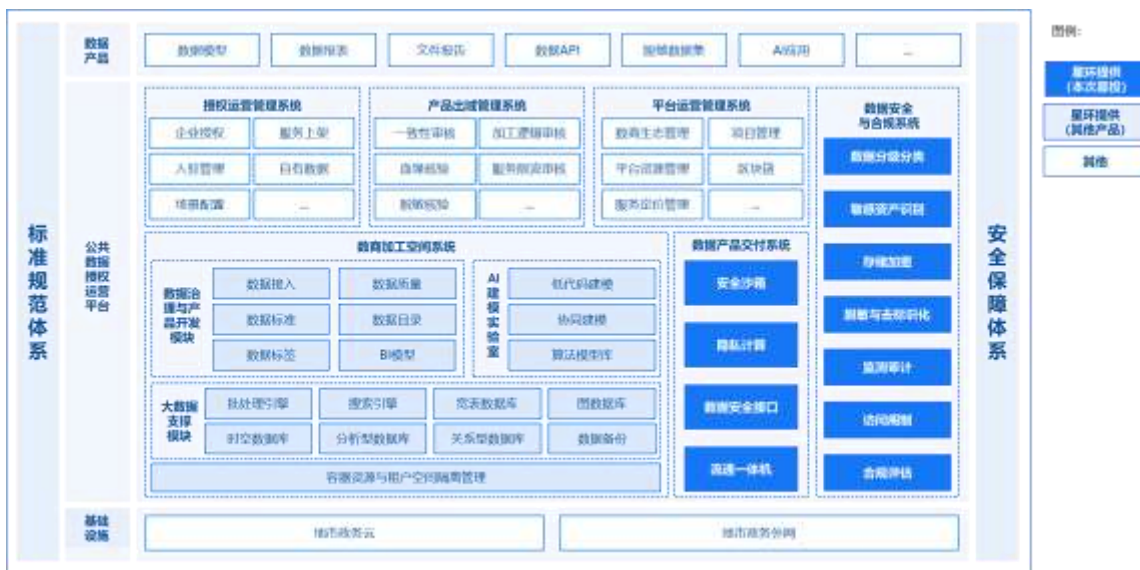 图例:
星环提供
(本次募投)
星环提供
(其他产品)
其他
标准规范体系
安全保障体系
数据
产品
数据模型
数据报表
文件报告
数据API
脱敏数据集
AI应用
...
公共
数据
授权
运营
平台
授权运营管理系统
企业授权
服务上架
入驻管理
自有数据
场景配置
...
产品出域管理系统
一致性审核
加工逻辑审核
服务限流审核
脱敏核验
...
平台运营管理系统
数商生态管理
项目管理
平台资源管理
区块链
服务定价管理
...
数据安全
与合规系统
数据分级分类
敏感资产识别
存储加密
脱敏与去标识化
监测审计
访问控制
合规评估
数商加工空间系统
数据治
理与产
品开发
模块
数据接入
数据质量
数据标准
数据目录
数据标签
BI模型
AI
建
模
实
验
室
低代码建模
协同建模
算法模型库
大数据
支撑
模块
批处理引擎
搜索引擎
宽表数据库
图数据库
时空数据库
分析型数据库
关系型数据库
数据备份
容器资源与租户空间隔离管理
数据产品交付系统
安全沙箱
隐私计算
数据安全接口
流通一体机
基础
设施
城市政务云
城市政务外网